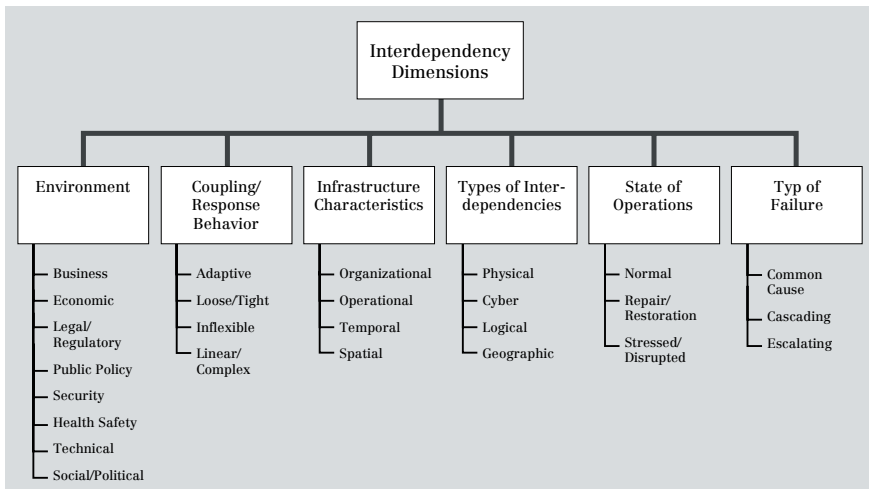 Interdependency
Dimensions
Environment
Coupling/
Response
Behavior
Infrastructure
Characteristics
Types of Inter-
dependencies
State of
Operations
Typ of
Failure
Business
Economic
Legal/
Regulatory
Public Policy
Security
Health Safety
Technical
Social/Political
Adaptive
Loose/Tight
Inflexible
Linear/
Complex
Organizational
Operational
Temporal
Spatial
Physical
Cyber
Logical
Geographic
Normal
Repair/
Restoration
Stressed/
Disrupted
Common
Cause
Cascading
Escalating